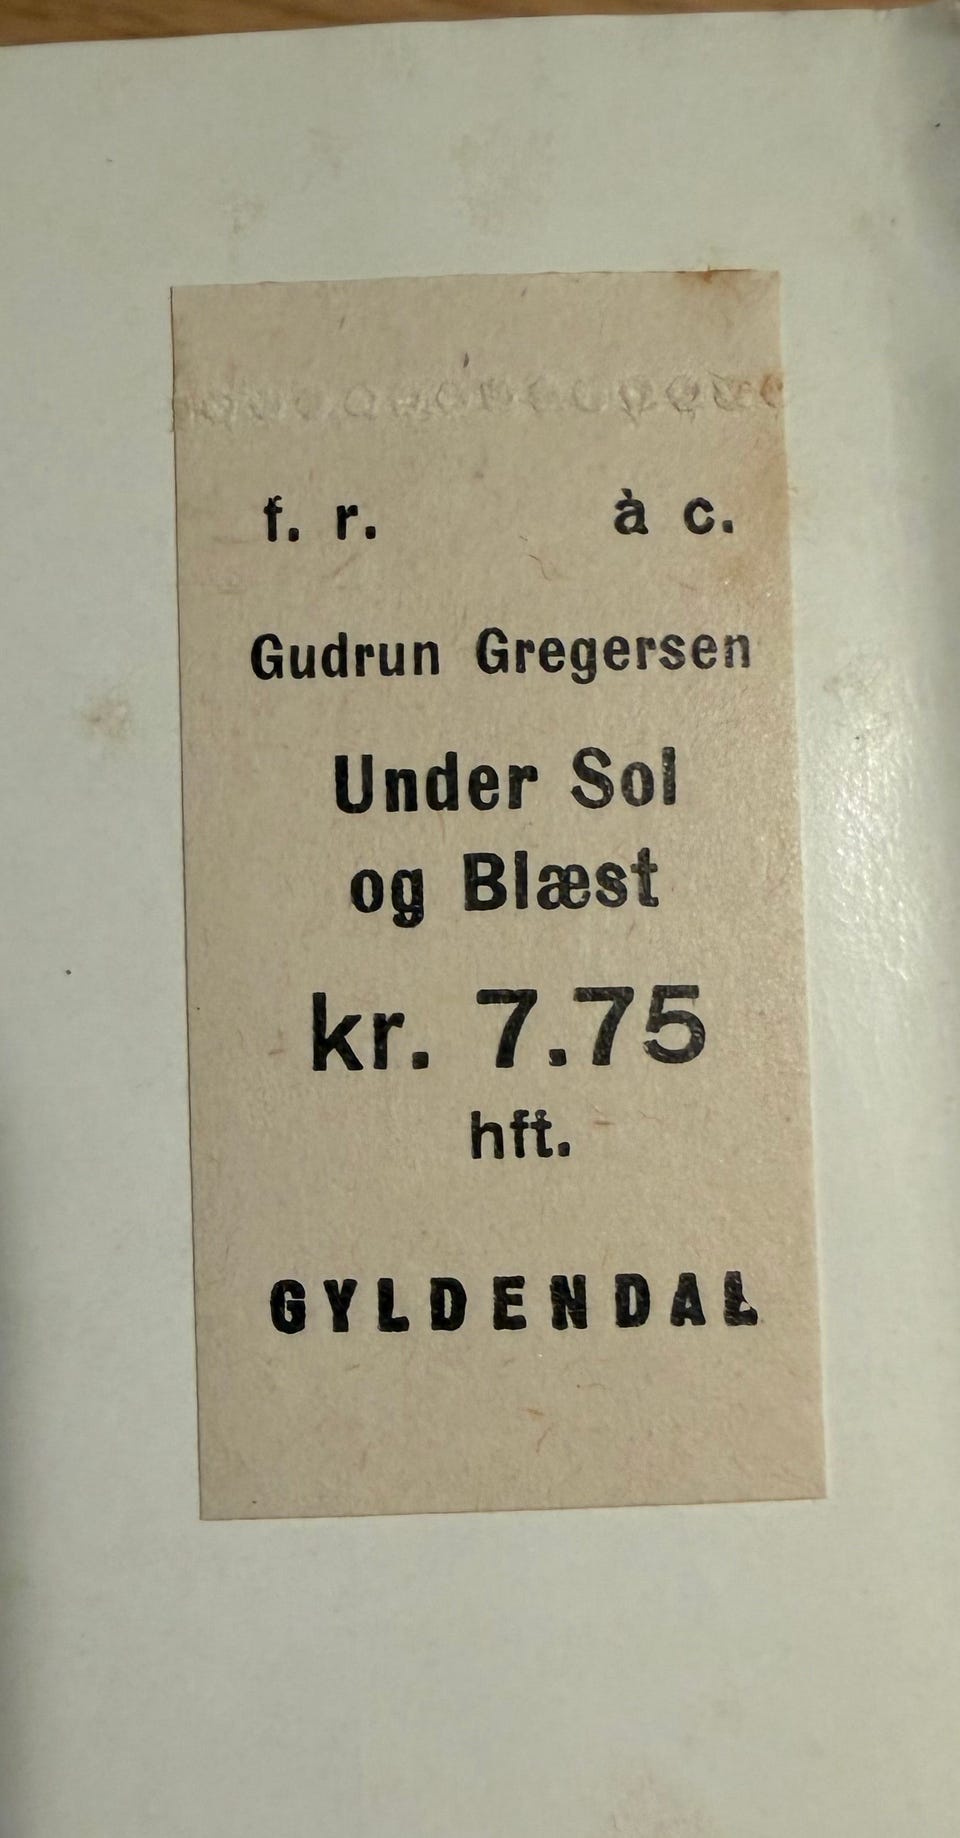 f. r. à c.
Gudrun Gregersen
Under Sol
og Blæst
kr. 7.75
hft.
GYLDENDAL